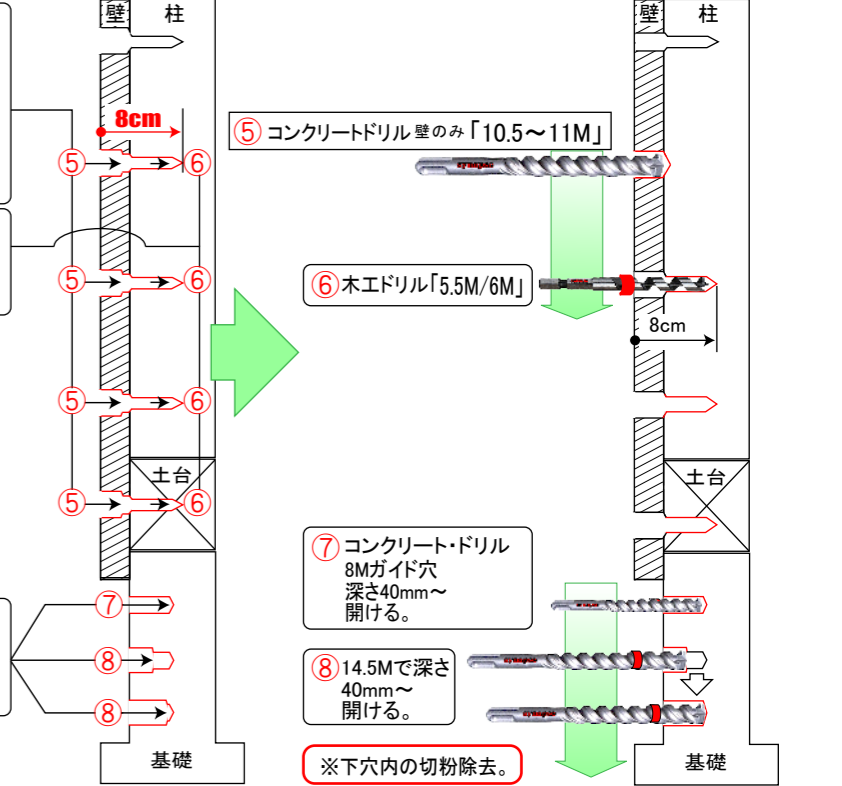 壁
柱
8cm
⑤
⑥
⑤
⑥
⑤
⑥
土台
⑤
⑥
⑦
⑧
⑧
基礎
⑤コンクリートドリル 壁のみ「10.5～11M」
⑥木工ドリル「5.5M/6M」
⑦コンクリート・ドリル
8Mガイド穴
深さ40mm～
開ける。
⑧14.5Mで深さ
40mm～
開ける。
※下穴内の切粉除去。
壁
柱
8cm
土台
基礎